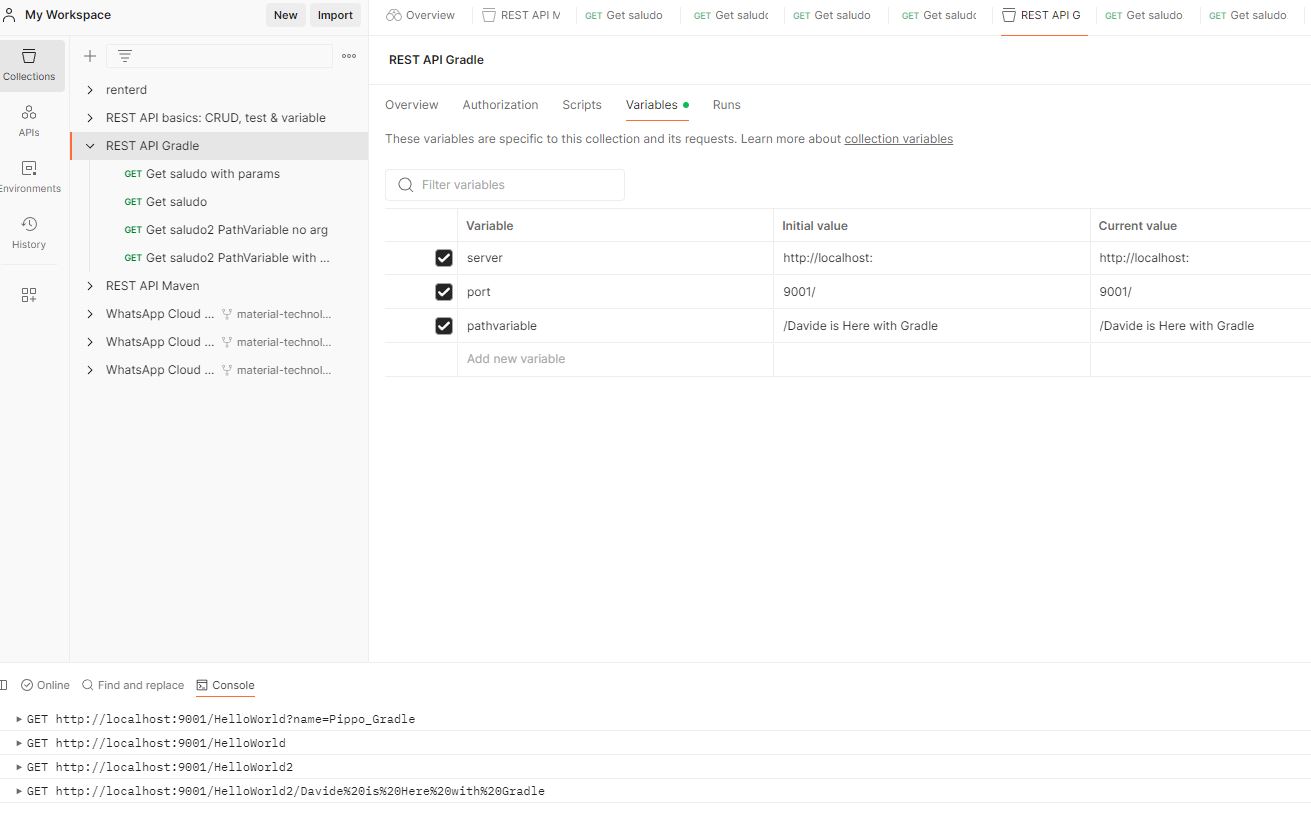 My Workspace New Import
Overview REST API M GET Get saludo GET Get saludo GET Get saludo GET Get saludo REST API G GET Get saludo GET Get saludo
Collections
APIs
Environments
History
renterd
REST API basics: CRUD, test & variable
REST API Gradle
GET Get saludo with params
GET Get saludo
GET Get saludo2 PathVariable no arg
GET Get saludo2 PathVariable with ...
REST API Maven
WhatsApp Cloud ... material-technol...
WhatsApp Cloud ... material-technol...
WhatsApp Cloud ... material-technol...
REST API Gradle
Overview Authorization Scripts Variables Runs
These variables are specific to this collection and its requests. Learn more about collection variables
Filter variables
Variable Initial value Current value
server http://localhost: http://localhost:
port 9001/ 9001/
pathvariable /Davide is Here with Gradle /Davide is Here with Gradle
Add new variable
Online Find and replace Console
GET http://localhost:9001/HelloWorld?name=Pippo_Gradle
GET http://localhost:9001/HelloWorld
GET http://localhost:9001/HelloWorld2
GET http://localhost:9001/HelloWorld2/Davide%20is%20Here%20with%20Gradle